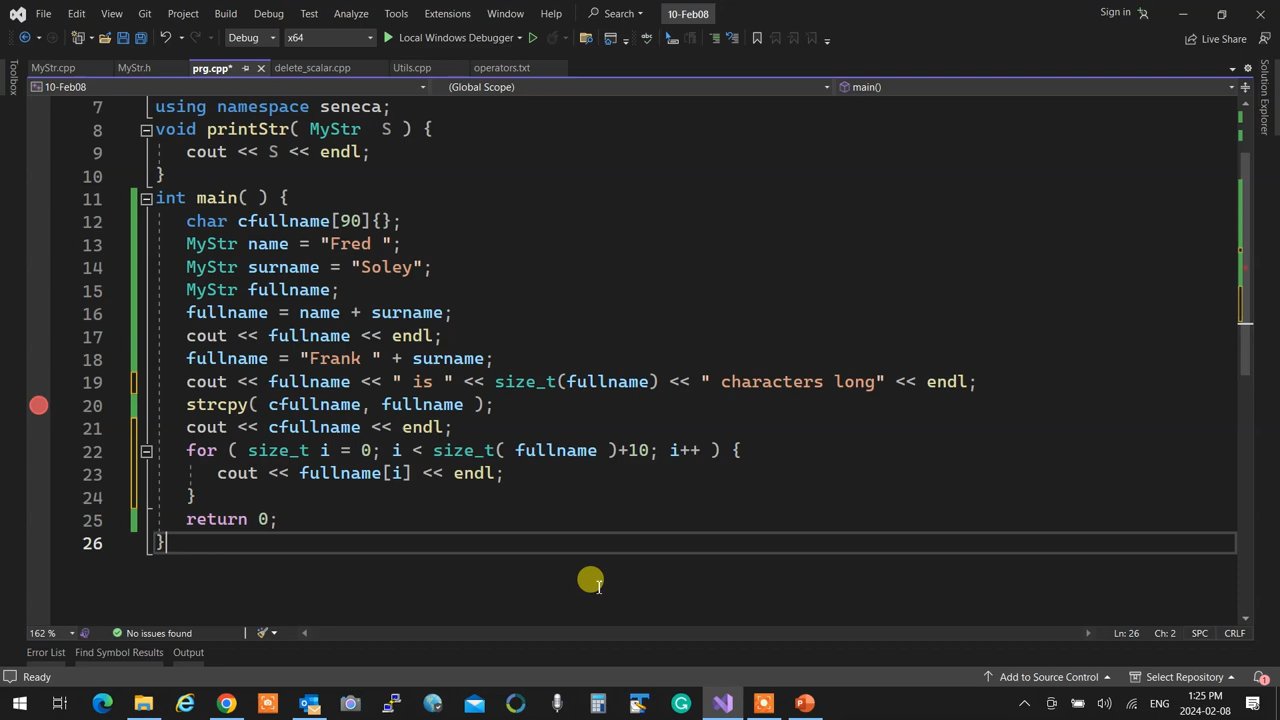 File Edit View Git Project Build Debug Test Analyze Tools Extensions Window Help Search 10-Feb08 Sign in
Debug x64 Local Windows Debugger Live Share
MyStr.cpp MyStr.h prg.cpp* delete_scalar.cpp Utils.cpp operators.txt
Toolbox
Solution Explorer
10-Feb08 (Global Scope) main()
7 using namespace seneca;
8 void printStr( MyStr S ) {
9 cout << S << endl;
10 }
11 int main( ) {
12 char cfullname[90]{};
13 MyStr name = "Fred ";
14 MyStr surname = "Soley";
15 MyStr fullname;
16 fullname = name + surname;
17 cout << fullname << endl;
18 fullname = "Frank " + surname;
19 cout << fullname << " is " << size_t(fullname) << " characters long" << endl;
20 strcpy( cfullname, fullname );
21 cout << cfullname << endl;
22 for ( size_t i = 0; i < size_t( fullname )+10; i++ ) {
23 cout << fullname[i] << endl;
24 }
25 return 0;
26 }
162 % No issues found Ln: 26 Ch: 2 SPC CRLF
Error List Find Symbol Results Output
Ready Add to Source Control Select Repository 1
ENG 1:25 PM
2024-02-08